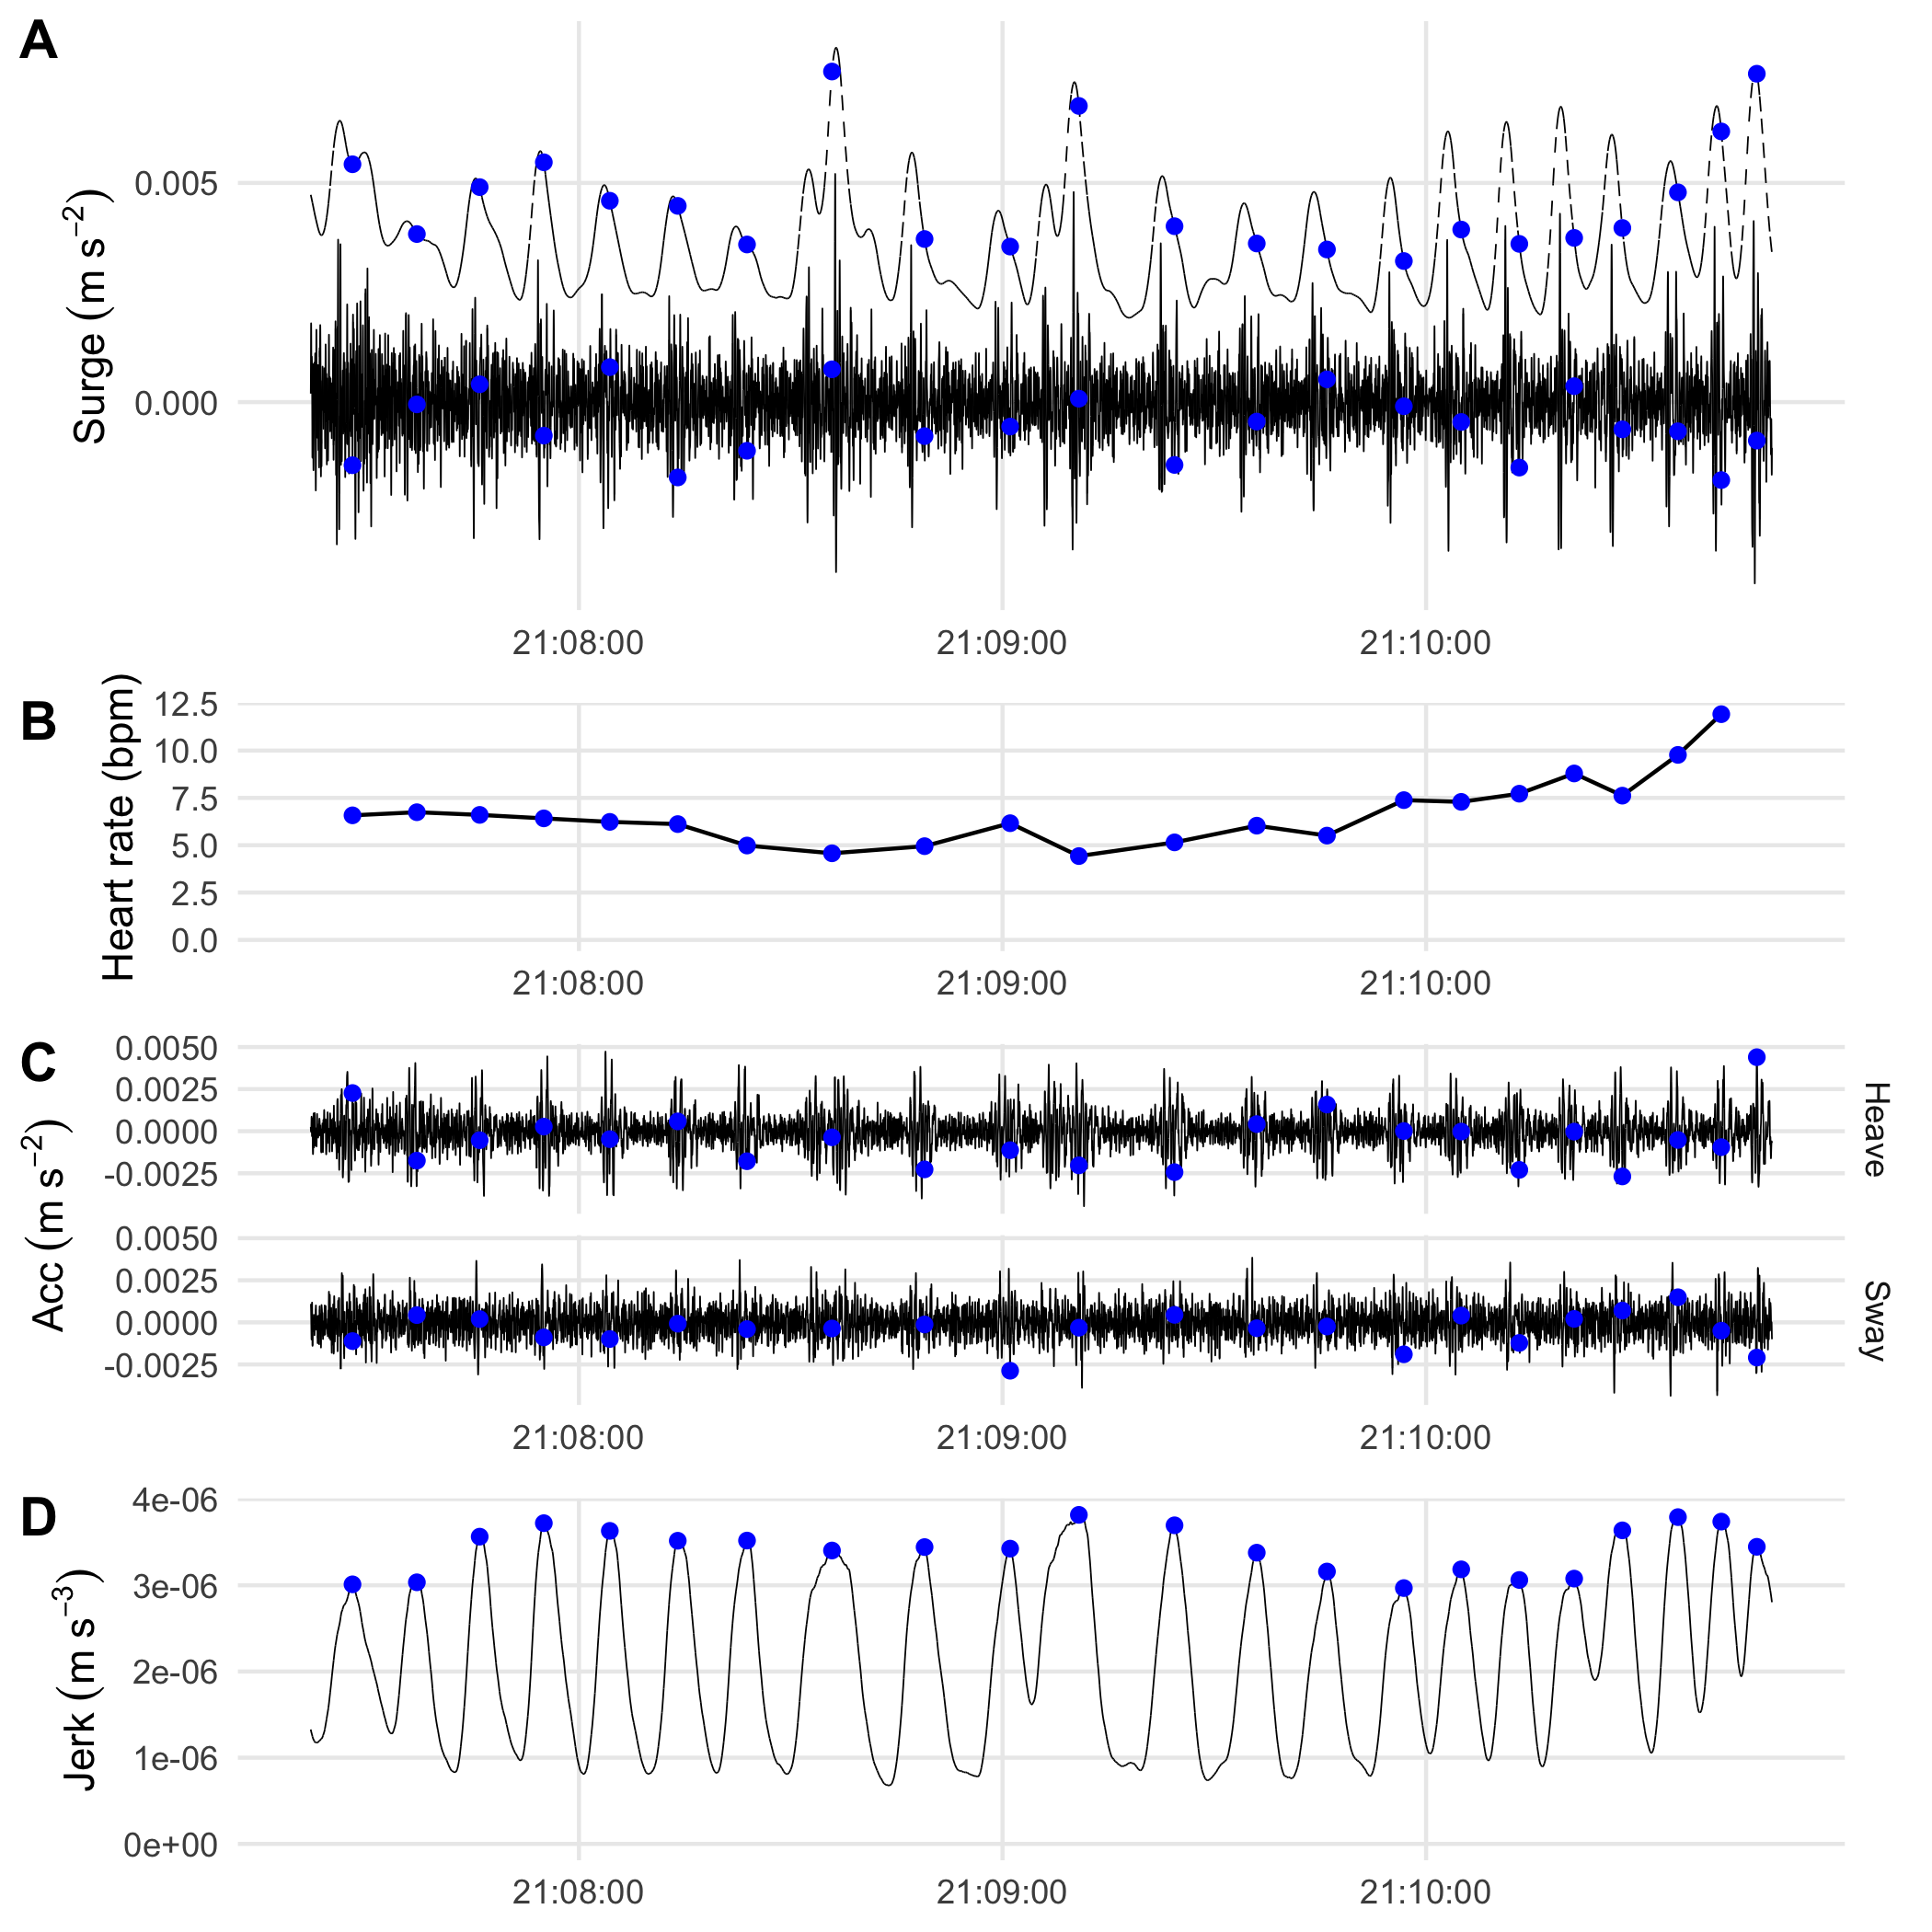 A
Surge (m s⁻²)
0.005
0.000
21:08:00 21:09:00 21:10:00
B
Heart rate (bpm)
12.5
10.0
7.5
5.0
2.5
0.0
21:08:00 21:09:00 21:10:00
C
Acc (m s⁻²)
0.0050
0.0025
0.0000
-0.0025
Heave
0.0050
0.0025
0.0000
-0.0025
Sway
21:08:00 21:09:00 21:10:00
D
Jerk (m s⁻³)
4e-06
3e-06
2e-06
1e-06
0e+00
21:08:00 21:09:00 21:10:00